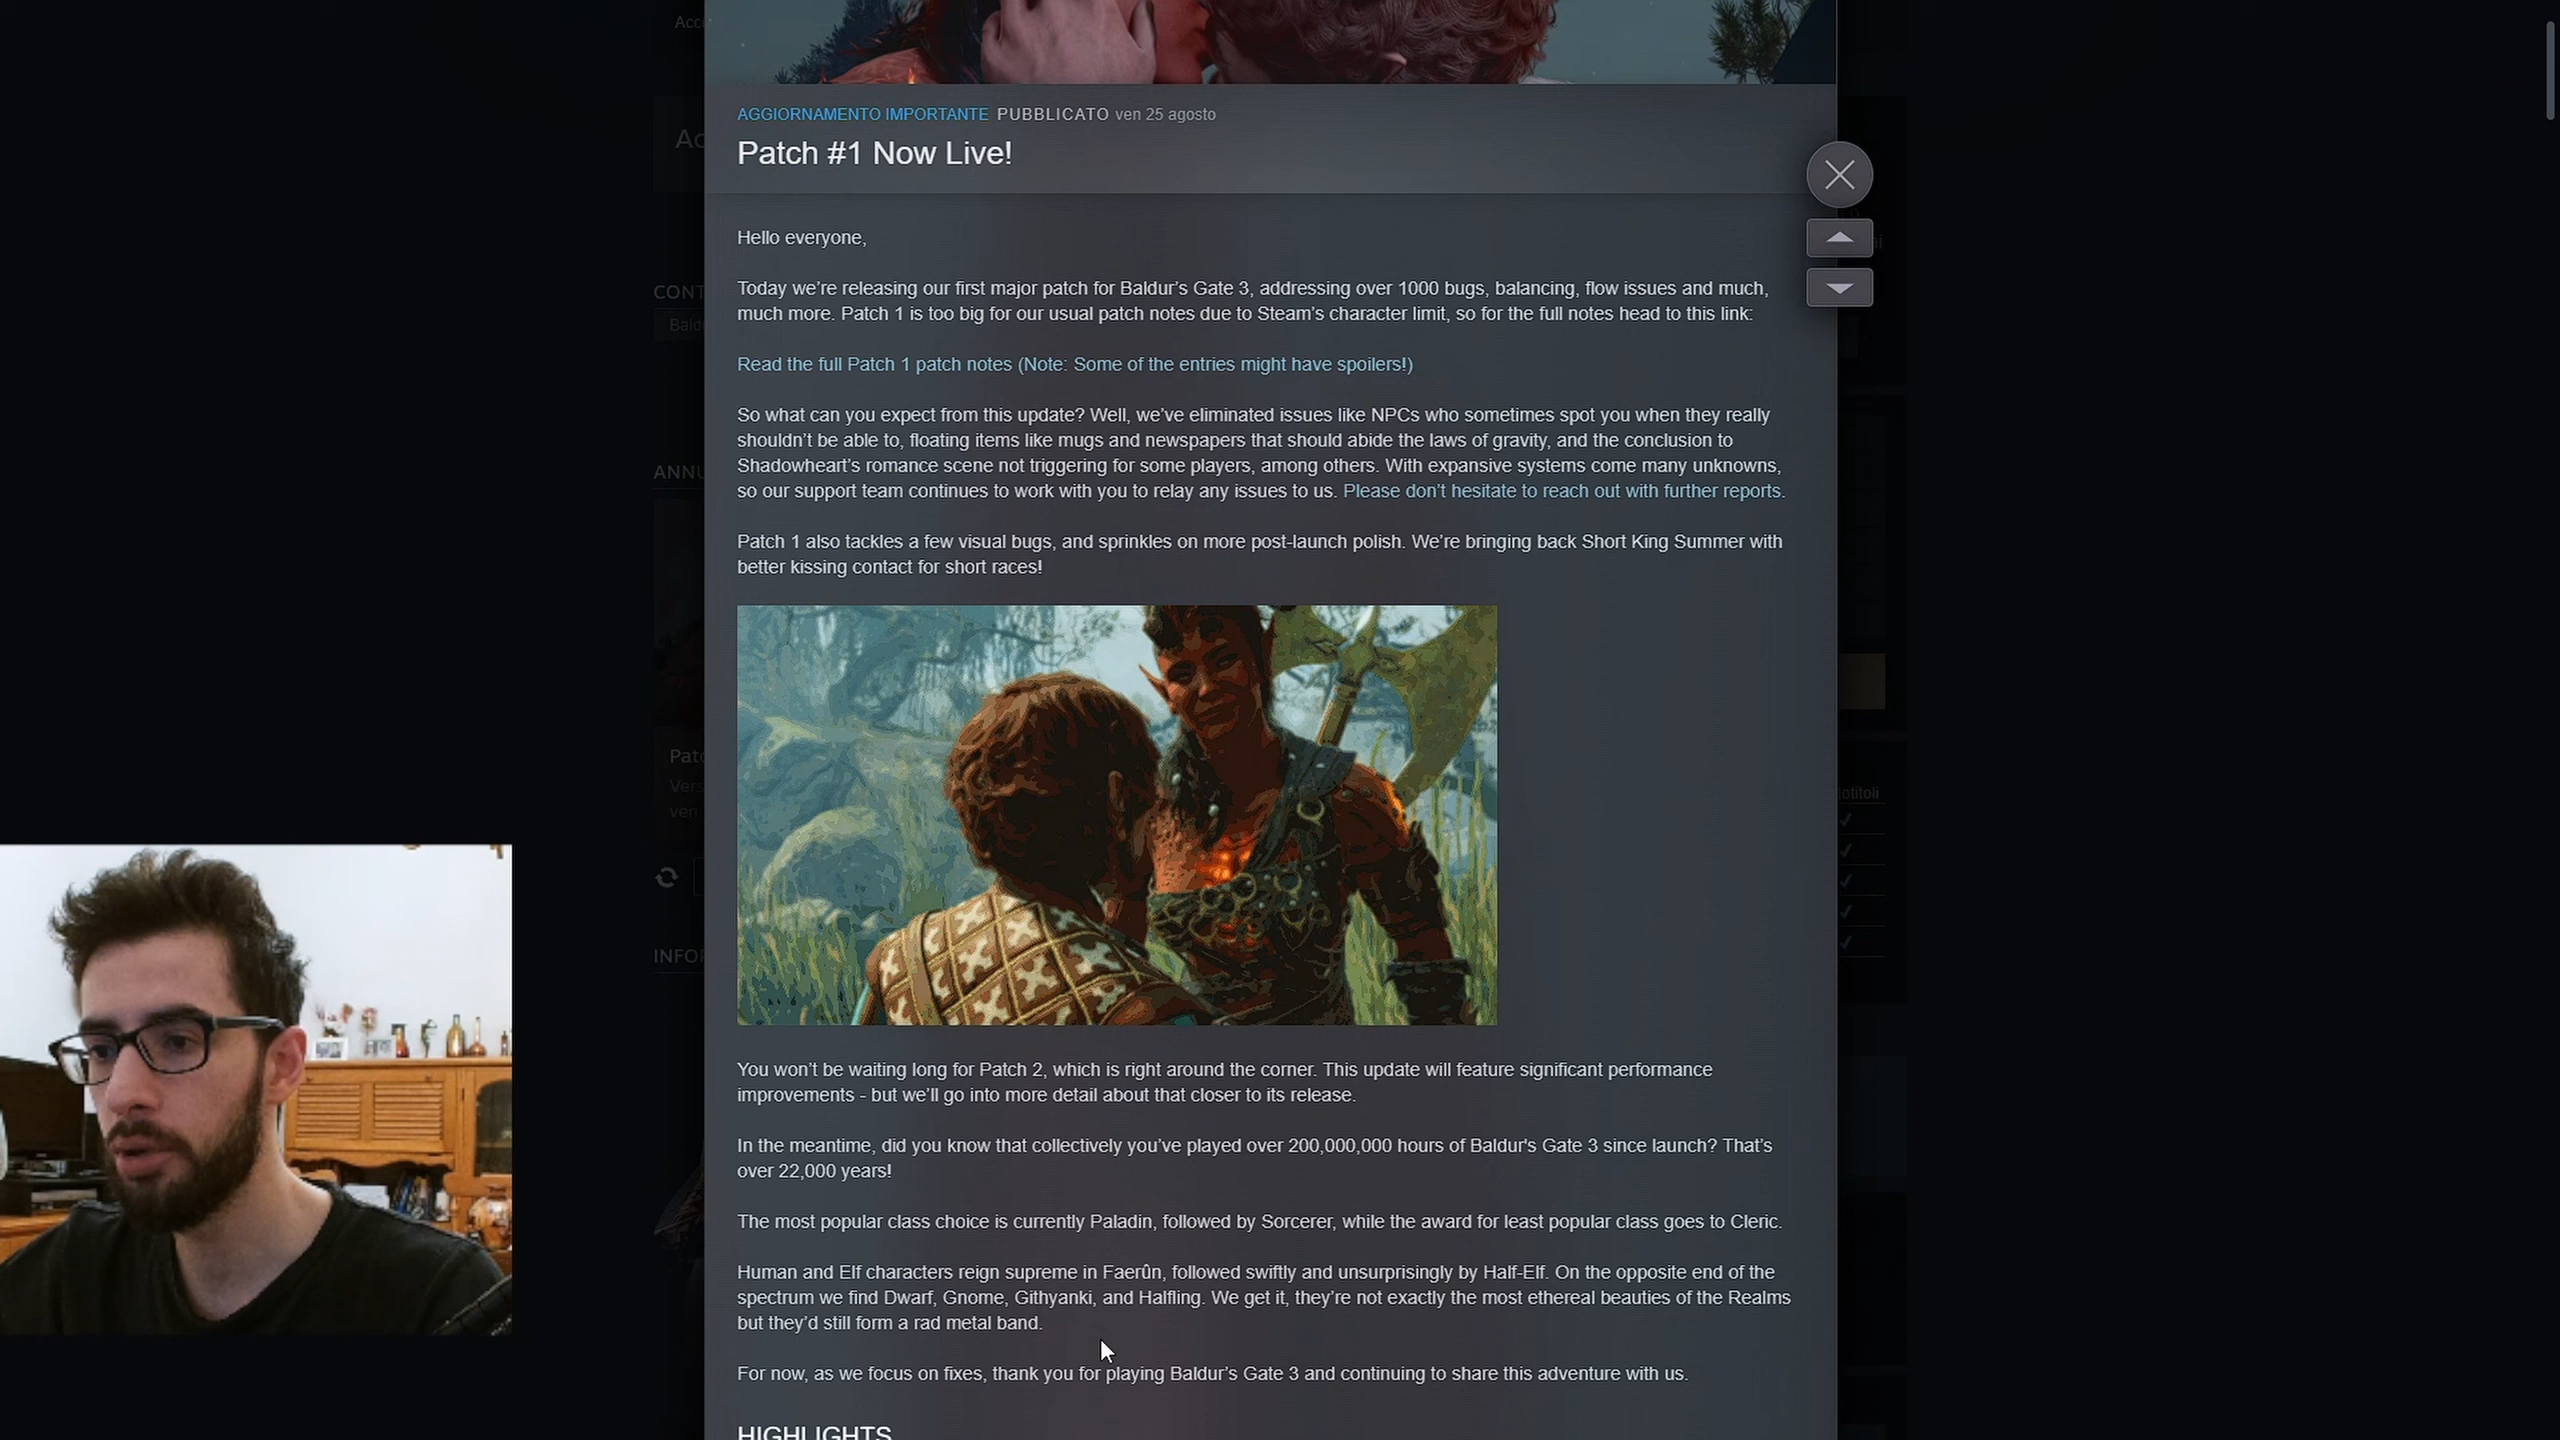 Acc
Ac
AGGIORNAMENTO IMPORTANTE PUBBLICATO ven 25 agosto
Patch #1 Now Live!
Hello everyone,
CONT
Bald
Today we’re releasing our first major patch for Baldur’s Gate 3, addressing over 1000 bugs, balancing, flow issues and much,
much more. Patch 1 is too big for our usual patch notes due to Steam’s character limit, so for the full notes head to this link:
Read the full Patch 1 patch notes (Note: Some of the entries might have spoilers!)
So what can you expect from this update? Well, we’ve eliminated issues like NPCs who sometimes spot you when they really
shouldn’t be able to, floating items like mugs and newspapers that should abide the laws of gravity, and the conclusion to
ANNU
Shadowheart’s romance scene not triggering for some players, among others. With expansive systems come many unknowns,
so our support team continues to work with you to relay any issues to us. Please don’t hesitate to reach out with further reports.
Patch 1 also tackles a few visual bugs, and sprinkles on more post-launch polish. We’re bringing back Short King Summer with
better kissing contact for short races!
Patc
Vers
ven
otitoli
INFOR
You won’t be waiting long for Patch 2, which is right around the corner. This update will feature significant performance
improvements - but we’ll go into more detail about that closer to its release.
In the meantime, did you know that collectively you’ve played over 200,000,000 hours of Baldur's Gate 3 since launch? That’s
over 22,000 years!
The most popular class choice is currently Paladin, followed by Sorcerer, while the award for least popular class goes to Cleric.
Human and Elf characters reign supreme in Faerûn, followed swiftly and unsurprisingly by Half-Elf. On the opposite end of the
spectrum we find Dwarf, Gnome, Githyanki, and Halfling. We get it, they’re not exactly the most ethereal beauties of the Realms
but they’d still form a rad metal band.
For now, as we focus on fixes, thank you for playing Baldur’s Gate 3 and continuing to share this adventure with us.
HIGHLIGHTS